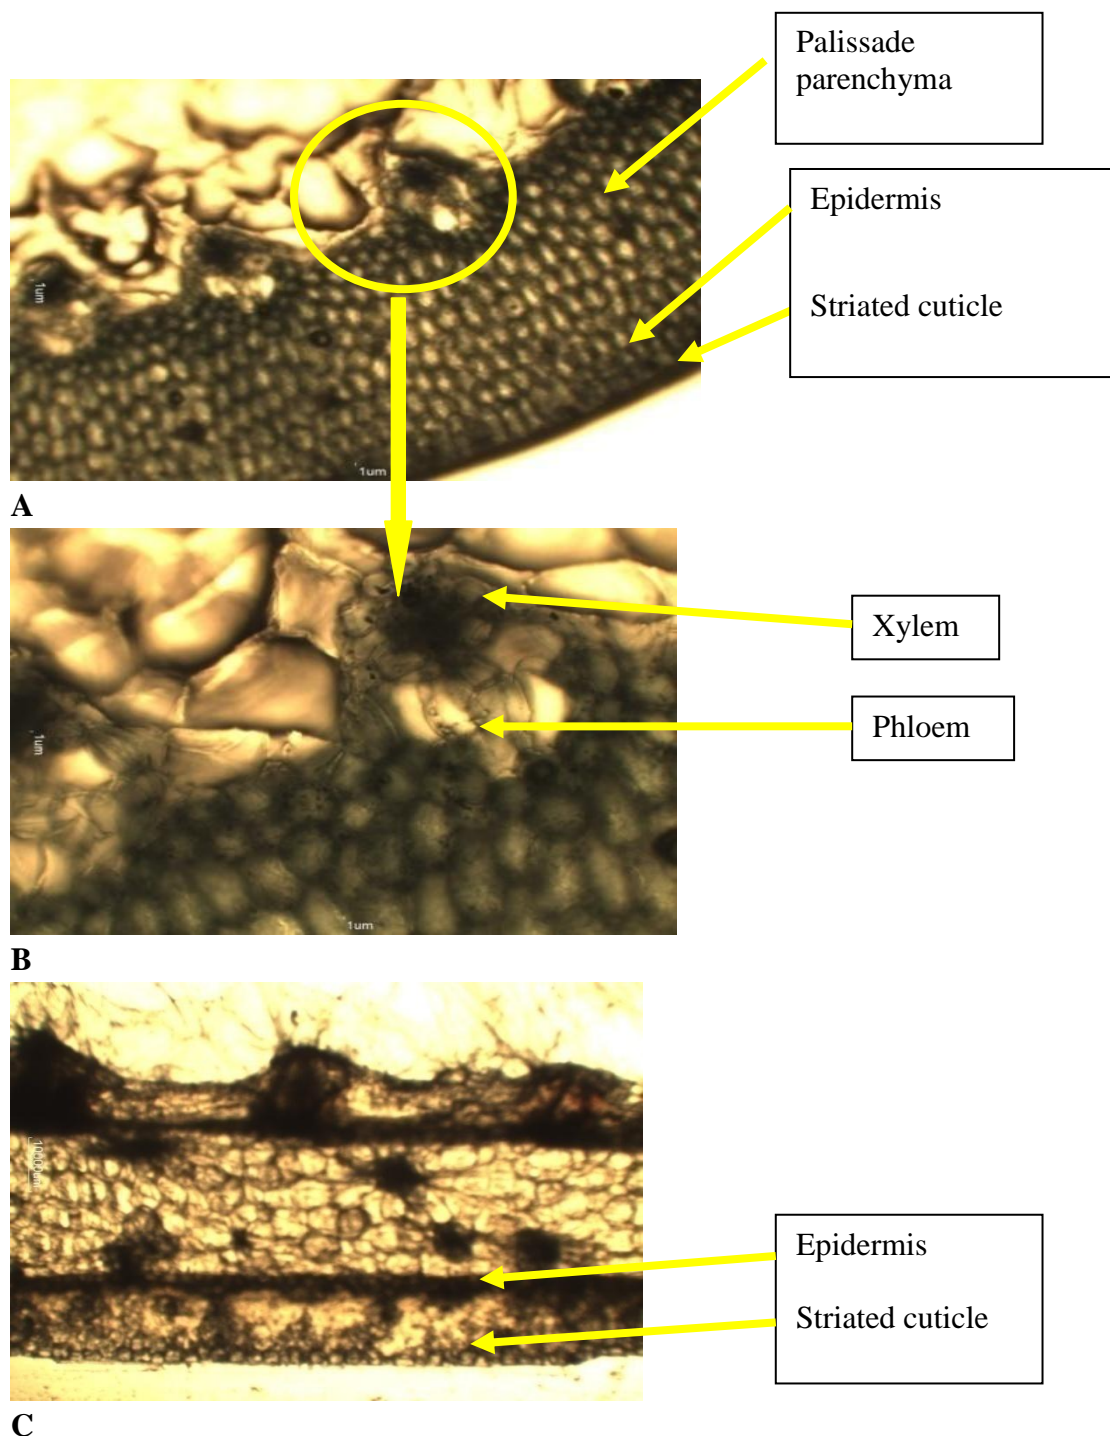 Palissade
parenchyma
Epidermis
Striated cuticle
1um
1um
A
Xylem
Phloem
1um
1um
B
Epidermis
Striated cuticle
C